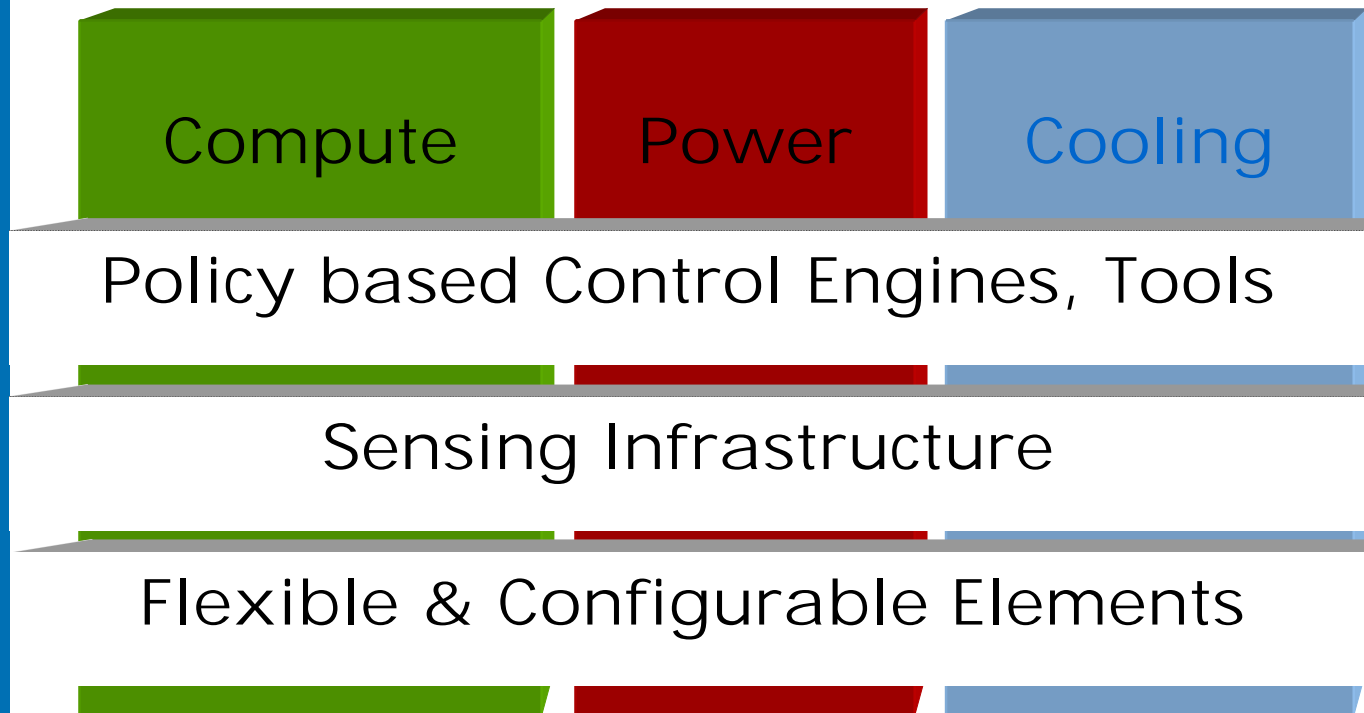 Compute
Power
Cooling
Policy based Control Engines, Tools
Sensing Infrastructure
Flexible & Configurable Elements